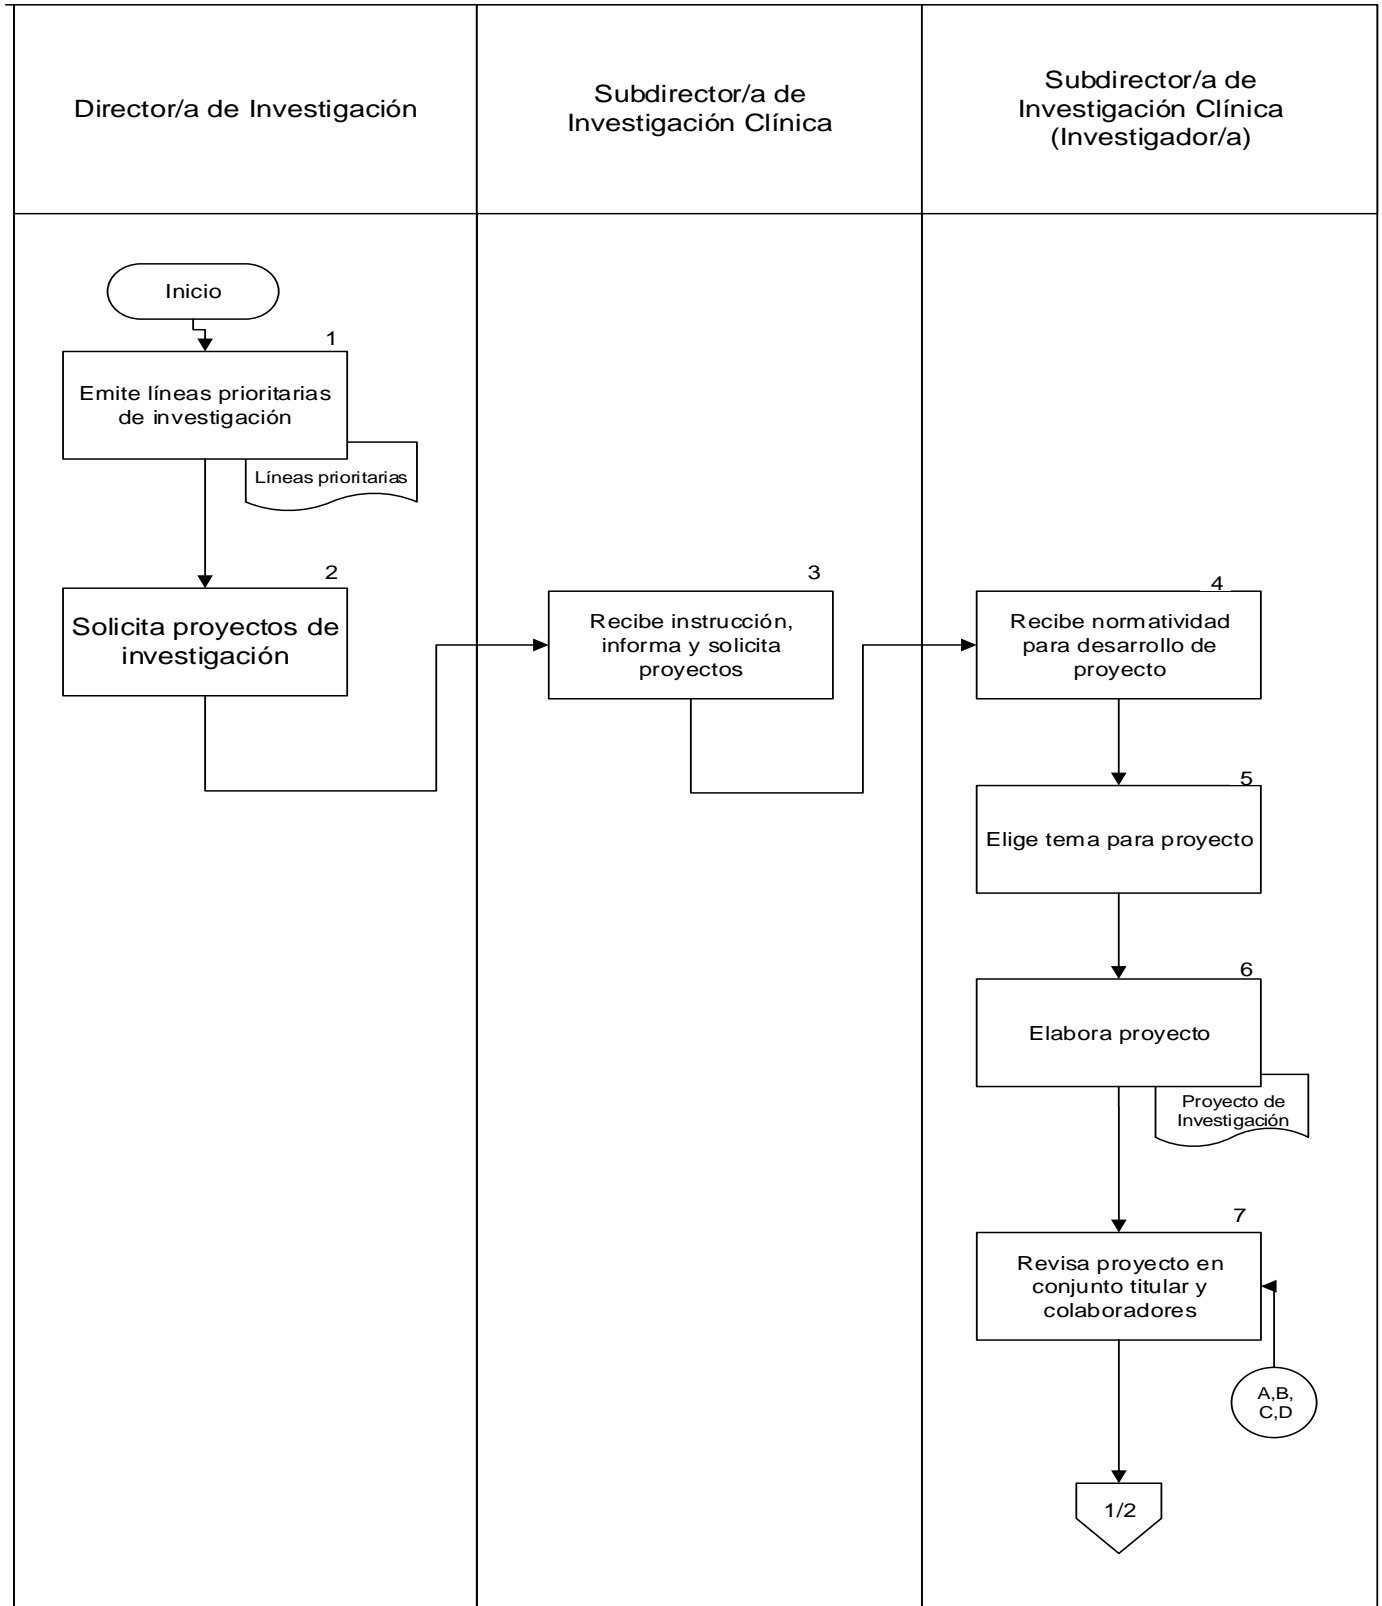 Director/a de Investigación
Subdirector/a de
Investigación Clínica
Subdirector/a de
Investigación Clínica
(Investigador/a)
Inicio
1
Emite líneas prioritarias
de investigación
Líneas prioritarias
2
Solicita proyectos de
investigación
3
Recibe instrucción,
informa y solicita
proyectos
4
Recibe normatividad
para desarrollo de
proyecto
5
Elige tema para proyecto
6
Elabora proyecto
Proyecto de
Investigación
7
Revisa proyecto en
conjunto titular y
colaboradores
A,B,
C,D
1/2